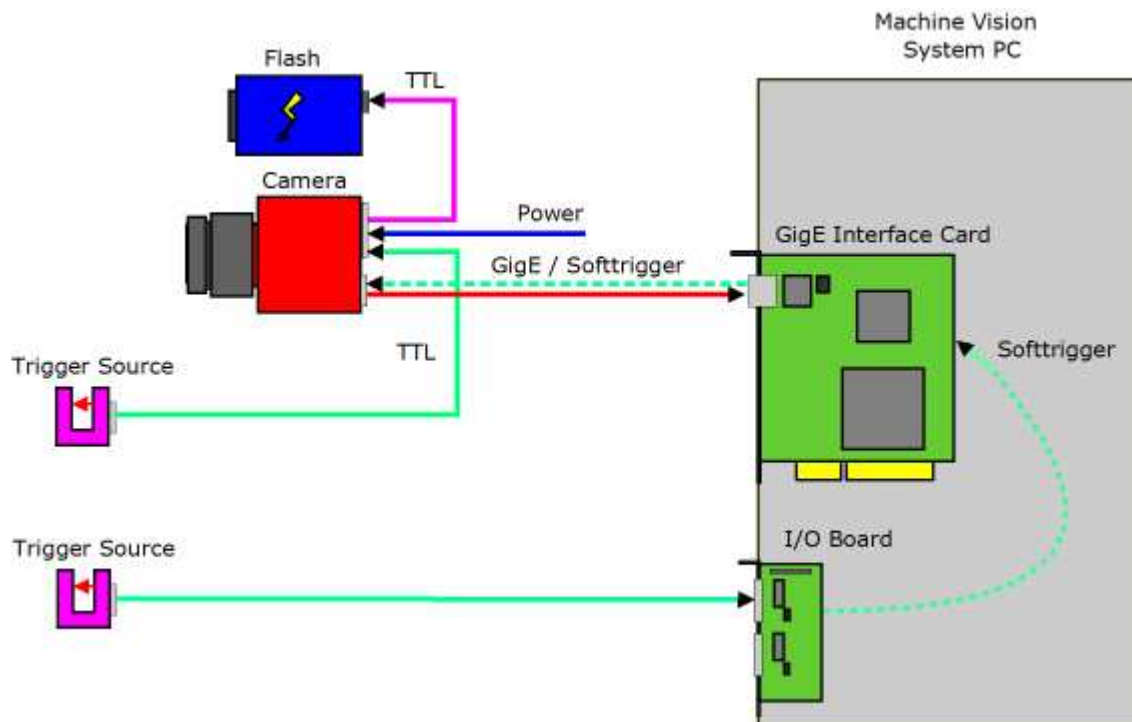 Machine Vision
System PC
Flash
TTL
Camera
Power
GigE Interface Card
GigE / Softtrigger
Softtrigger
TTL
Trigger Source
I/O Board
Trigger Source